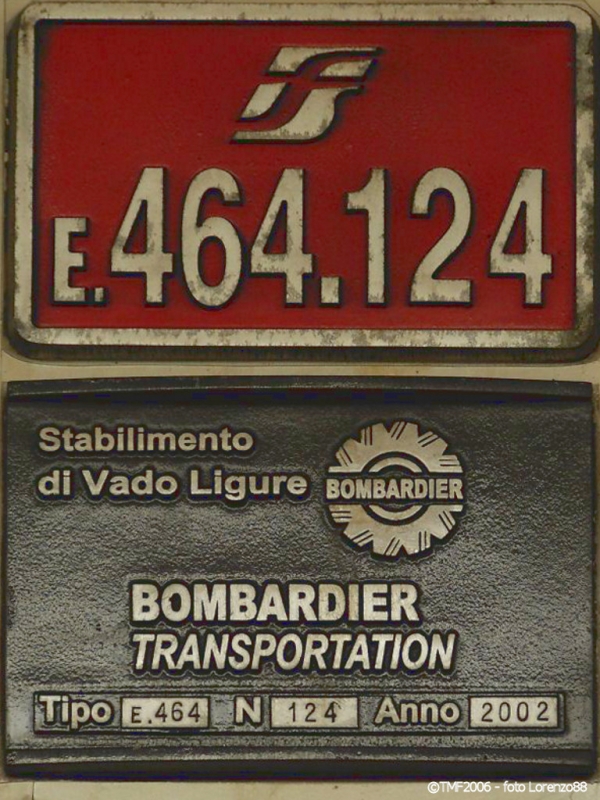 E.464.124
Stabilimento
di Vado Ligure
BOMBARDIER
BOMBARDIER
TRANSPORTATION
Tipo E.464 N 124 Anno 2002
©TMF2006 - foto Lorenzo88